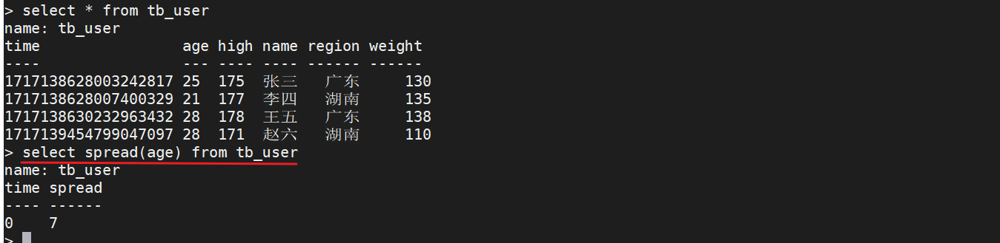 > select * from tb_user
name: tb_user
time age high name region weight
---- --- ---- ---- ------ ------
1717138628003242817 25 175 张三 广东 130
1717138628007400329 21 177 李四 湖南 135
1717138630232963432 28 178 王五 广东 138
1717139454799047097 28 171 赵六 湖南 110
> select spread(age) from tb_user
name: tb_user
time spread
---- ------
0 7
>